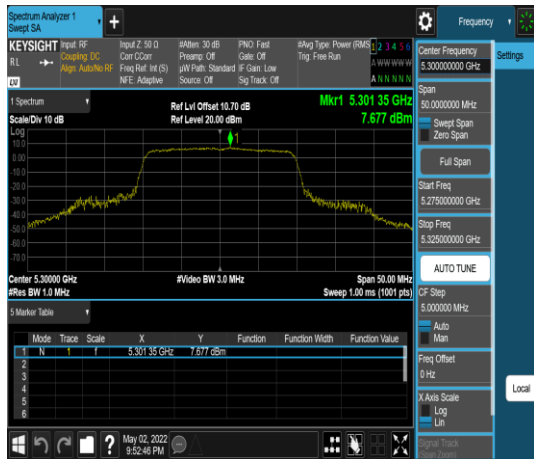 Spectrum Analyzer 1
Swept SA
Frequency
KEYSIGHT
Input: RF
Input Z: 50 Ω
#Atten: 30 dB
PNO: Fast
#Avg Type: Power (RMS
1 2 3 4 5 6
RL
Coupling: DC
Corr CCorr
Preamp: Off
Gate: Off
Trig: Free Run
Align: Auto/No RF
Freq Ref: Int (S)
µW Path: Standard
IF Gain: Low
A WWWWW
NFE: Adaptive
Source: Off
Sig Track: Off
A N N N N N
LXI
1 Spectrum
Scale/Div 10 dB
Ref Lvl Offset 10.70 dB
Ref Level 20.00 dBm
Mkr1 5.301 35 GHz
7.677 dBm
Log
10.0
0.00
-10.0
-20.0
-30.0
-40.0
-50.0
-60.0
-70.0
1
Center 5.30000 GHz
#Video BW 3.0 MHz
Span 50.00 MHz
#Res BW 1.0 MHz
Sweep 1.00 ms (1001 pts)
5 Marker Table
Mode Trace Scale X Y Function Function Width Function Value
1 N 1 f 5.301 35 GHz 7.677 dBm
2
3
4
5
6
May 02, 2022
9:52:46 PM
Center Frequency
5.300000000 GHz
Settings
Span
50.0000000 MHz
Swept Span
Zero Span
Full Span
Start Freq
5.275000000 GHz
Stop Freq
5.325000000 GHz
AUTO TUNE
CF Step
5.000000 MHz
Auto
Man
Freq Offset
0 Hz
X Axis Scale
Log
Lin
Local
Signal Track
(Span Zoom)